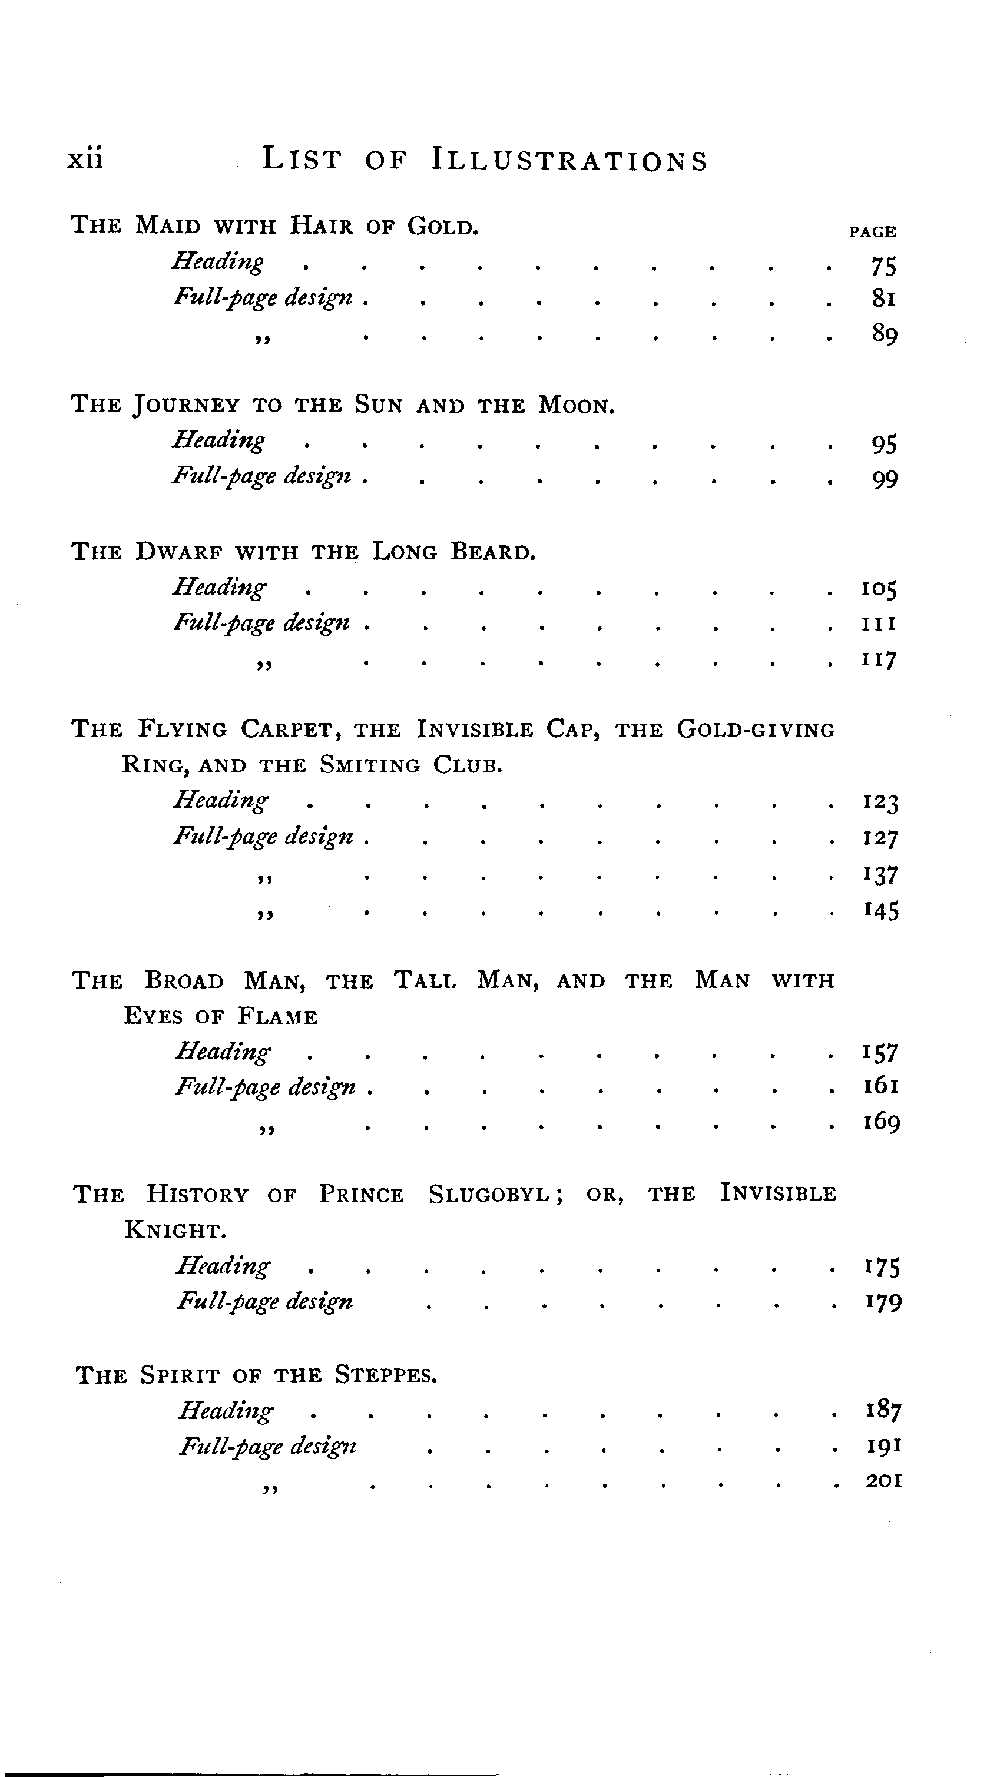 xii LIST OF ILLUSTRATIONS
THE MAID WITH HAIR OF GOLD. PAGE
Heading . . . . . . . . . . 75
Full-page design . . . . . . . . . 81
„ . . . . . . . . . 89
THE JOURNEY TO THE SUN AND THE MOON.
Heading . . . . . . . . . . 95
Full-page design . . . . . . . . . 99
THE DWARF WITH THE LONG BEARD.
Heading . . . . . . . . . . 105
Full-page design . . . . . . . . . 111
„ . . . . . . . . . 117
THE FLYING CARPET, THE INVISIBLE CAP, THE GOLD-GIVING
RING, AND THE SMITING CLUB.
Heading . . . . . . . . . . 123
Full-page design . . . . . . . . . 127
„ . . . . . . . . . 137
„ . . . . . . . . . 145
THE BROAD MAN, THE TALL MAN, AND THE MAN WITH
EYES OF FLAME
Heading . . . . . . . . . . 157
Full-page design . . . . . . . . . 161
„ . . . . . . . . . 169
THE HISTORY OF PRINCE SLUGOBYL; OR, THE INVISIBLE
KNIGHT.
Heading . . . . . . . . . . 175
Full-page design . . . . . . . . 179
THE SPIRIT OF THE STEPPES.
Heading . . . . . . . . . . 187
Full-page design . . . . . . . . 191
„ . . . . . . . . . 201